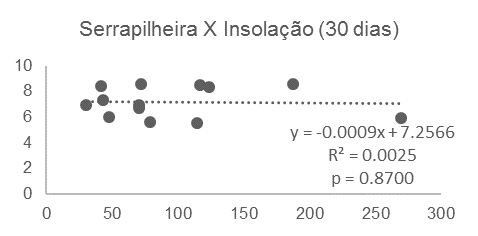 Serrapilheira X Insolação (30 dias)
10
8
6
4
2
0
y = -0.0009x + 7.2566
R² = 0.0025
p = 0.8700
0 50 100 150 200 250 300